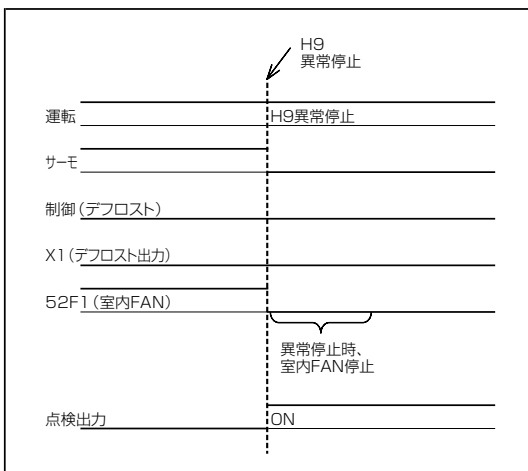 H9
異常停止
運転
H9異常停止
サーモ
制御(デフロスト)
X1(デフロスト出力)
52F1(室内FAN)
異常停止時、
室内FAN停止
点検出力
ON